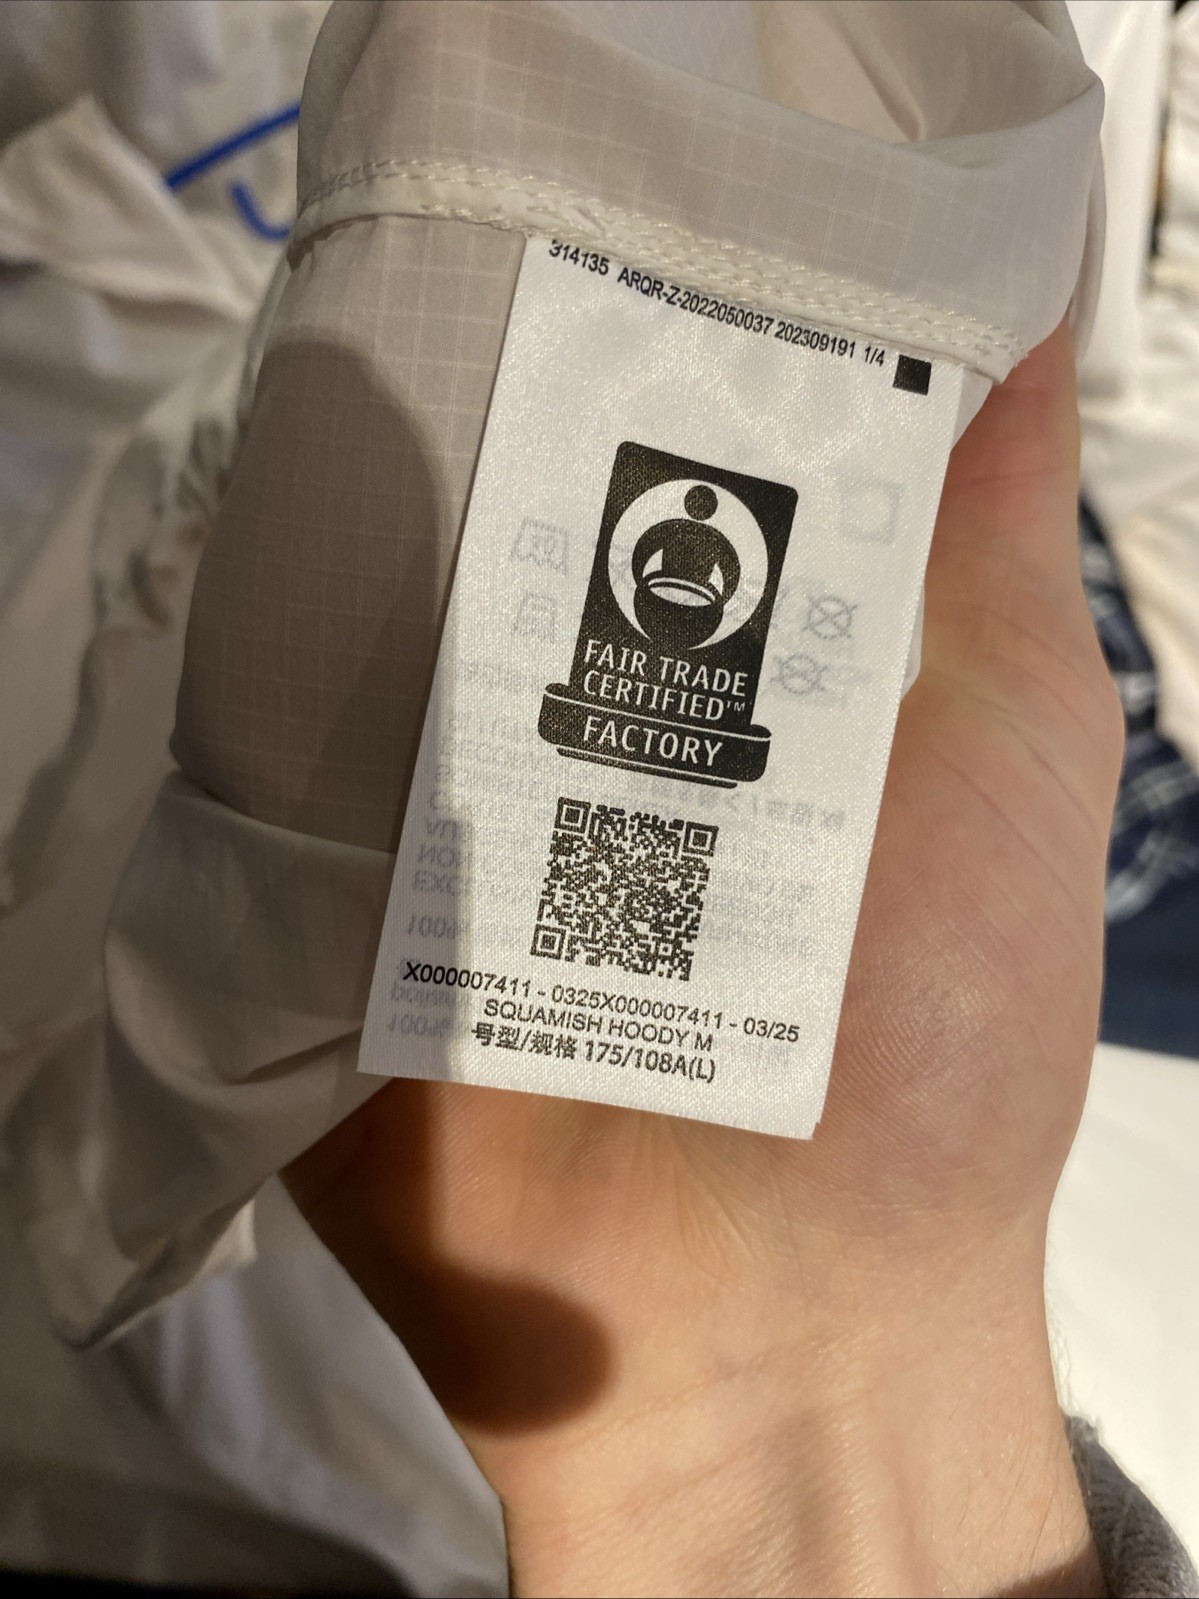 314135 ARQR-Z-2022050037 202309191 1/4
FAIR TRADE
CERTIFIED™
FACTORY
X000007411 - 0325X000007411 - 03/25
SQUAMISH HOODY M
号型/规格 175/108A(L)